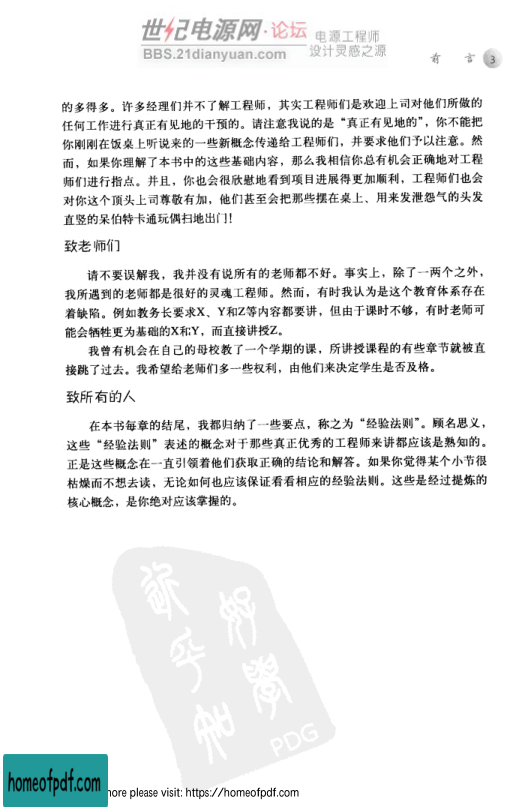 世纪电源网·论坛
BBS.21dianyuan.com
电源工程师
设计灵感之源
前 言 3
的多得多。许多经理们并不了解工程师，其实工程师们是欢迎上司对他们所做的
任何工作进行真正有见地的干预的。请注意我说的是“真正有见地的”，你不能把
你刚刚在饭桌上听说来的一些新概念传递给工程师们，并要求他们予以注意。然
而，如果你理解了本书中的这些基础内容，那么我相信你总有机会正确地对工程
师们进行指点。并且，你也会很欣慰地看到项目进展得更加顺利，工程师们也会
对你这个顶头上司尊敬有加，他们甚至会把那些摆在桌上、用来发泄怨气的头发
直竖的呆伯特卡通玩偶扫地出门！
致老师们
请不要误解我，我并没有说所有的老师都不好。事实上，除了一两个之外，
我所遇到的老师都是很好的灵魂工程师。然而，有时我认为是这个教育体系存在
着缺陷。例如教务长要求X、Y和Z等内容都要讲，但由于课时不够，有时老师可
能会牺牲更为基础的X和Y，而直接讲授Z。
我曾有机会在自己的母校教了一个学期的课，所讲授课程的有些章节就被直
接跳了过去。我希望给老师们多一些权利，由他们来决定学生是否及格。
致所有的人
在本书每章的结尾，我都归纳了一些要点，称之为“经验法则”。顾名思义，
这些“经验法则”表述的概念对于那些真正优秀的工程师来讲都应该是熟知的。
正是这些概念在一直引领着他们获取正确的结论和解答。如果你觉得某个小节很
枯燥而不想去读，无论如何也应该保证看看相应的经验法则。这些是经过提炼的
核心概念，是你绝对应该掌握的。
PDG
homeofpdf.com
ore please visit: https://homeofpdf.com